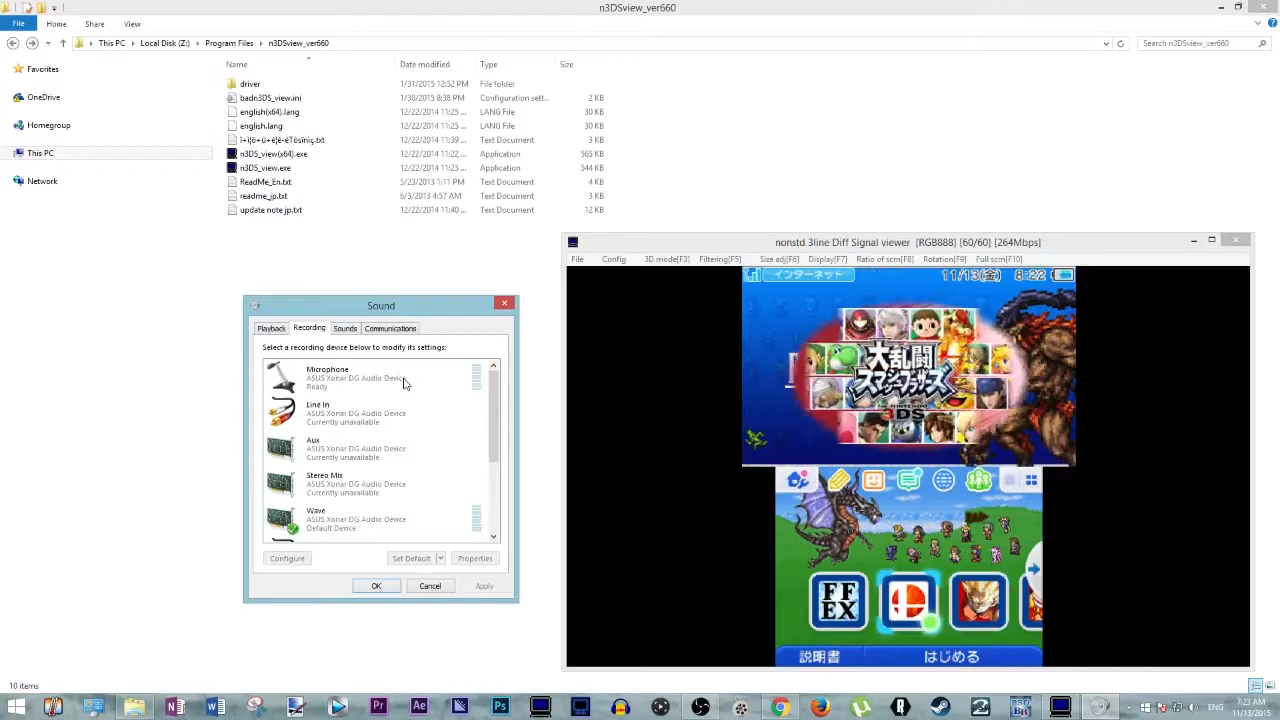 n3DSview_ver660
File Home Share View
This PC Local Disk (Z:) Program Files n3DSview_ver660
Search n3DSview_ver660
Name Date modified Type Size
Favorites
OneDrive
Homegroup
This PC
Network
driver 1/31/2015 12:52 PM File folder
badn3DS_view.ini 1/30/2015 8:38 PM Configuration sett... 2 KB
english(x64).lang 12/22/2014 11:25 ... LANG File 30 KB
english.lang 12/22/2014 11:25 ... LANG File 30 KB
12/22/2014 11:39 ... Text Document 3 KB
n3DS_view(x64).exe 12/22/2014 11:22 ... Application 565 KB
n3DS_view.exe 12/22/2014 11:23 ... Application 544 KB
ReadMe_En.txt 5/23/2013 1:11 PM Text Document 4 KB
readme_jp.txt 6/3/2013 4:57 AM Text Document 3 KB
update note jp.txt 12/22/2014 11:40 ... Text Document 12 KB
nonstd 3line Diff Signal viewer [RGB888] [60/60] [264Mbps]
File Config 3D mode[F3] Filtering[F5] Size adj[F6] Display[F7] Ratio of scrn[F8] Rotation[F9] Full scrn[F10]
インターネット 11/13(金) 8:22
大乱闘
スマッシュブラザーズ
FOR NINTENDO
3DS
FF
EX
説明書 はじめる
Sound
Playback Recording Sounds Communications
Select a recording device below to modify its settings:
Microphone
ASUS Xonar DG Audio Device
Ready
Line In
ASUS Xonar DG Audio Device
Currently unavailable
Aux
ASUS Xonar DG Audio Device
Currently unavailable
Stereo Mix
ASUS Xonar DG Audio Device
Currently unavailable
Wave
ASUS Xonar DG Audio Device
Default Device
Configure Set Default Properties
OK Cancel Apply
10 items
ENG
7:23 AM
11/13/2015